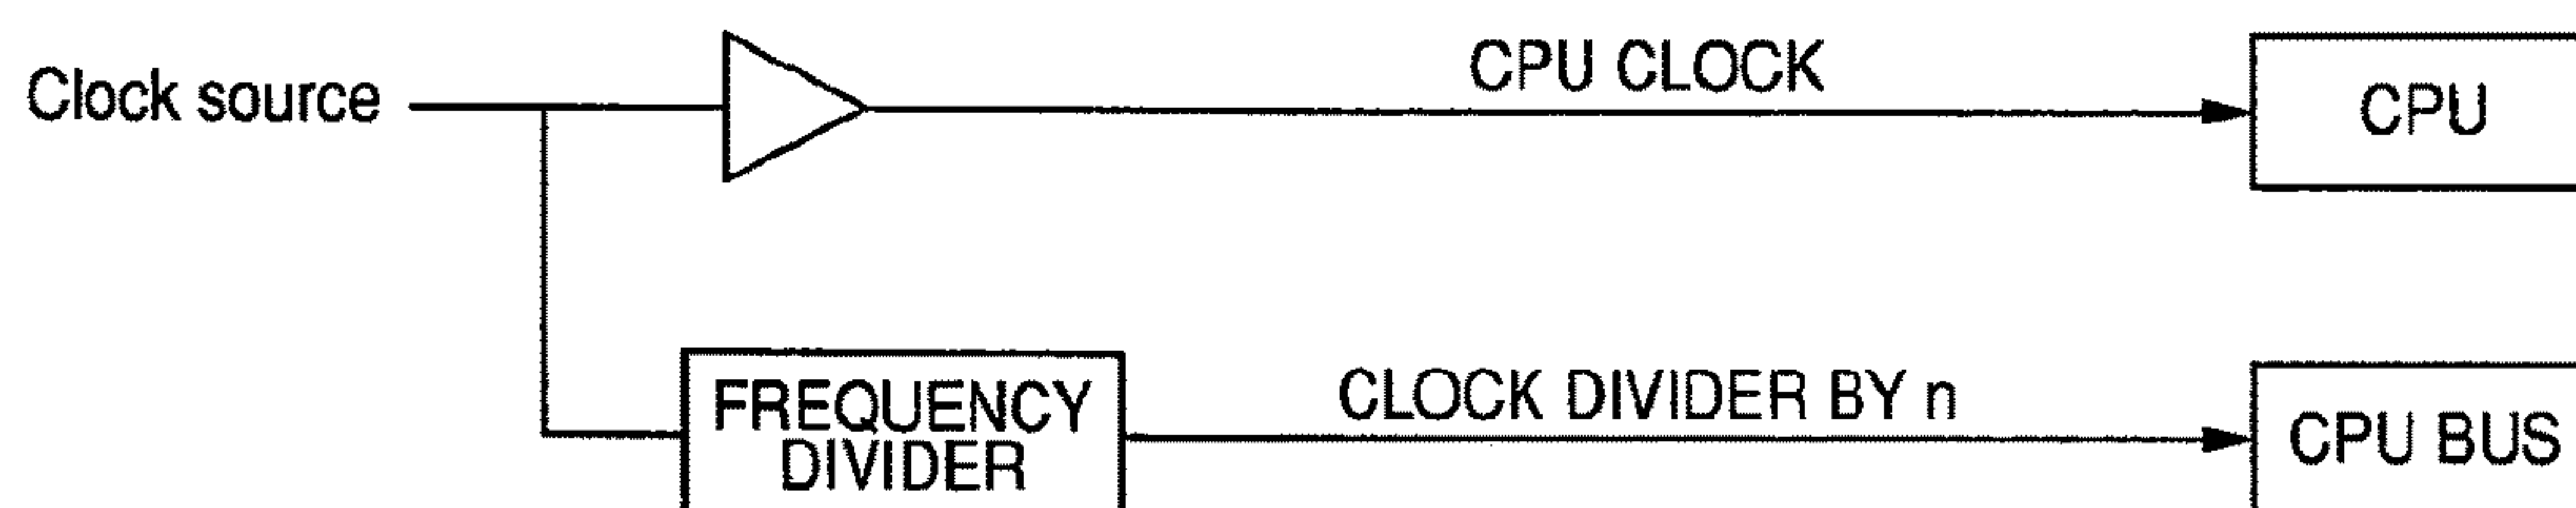 Clock source
CPU CLOCK
CPU
FREQUENCY
DIVIDER
CLOCK DIVIDER BY n
CPU BUS